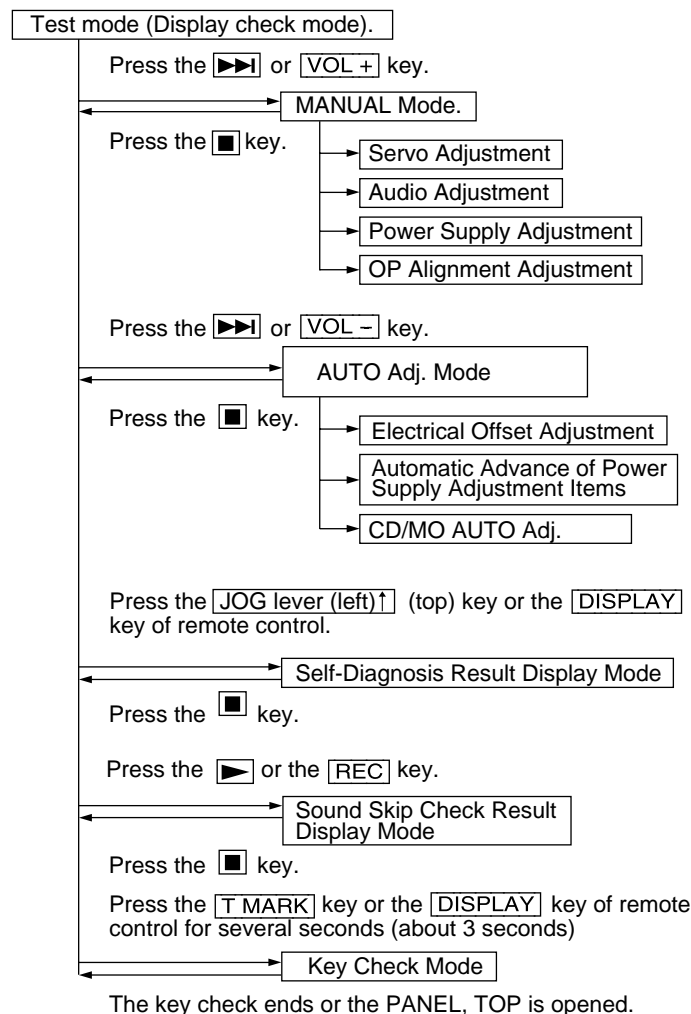 Test mode (Display check mode).
Press the ▶▶I or VOL + key.
MANUAL Mode.
Press the ■ key.
Servo Adjustment
Audio Adjustment
Power Supply Adjustment
OP Alignment Adjustment
Press the ▶▶I or VOL – key.
AUTO Adj. Mode
Press the ■ key.
Electrical Offset Adjustment
Automatic Advance of Power
Supply Adjustment Items
CD/MO AUTO Adj.
Press the JOG lever (left)↑ (top) key or the DISPLAY
key of remote control.
Self-Diagnosis Result Display Mode
Press the ■ key.
Press the ▶ or the REC key.
Sound Skip Check Result
Display Mode
Press the ■ key.
Press the T MARK key or the DISPLAY key of remote
control for several seconds (about 3 seconds)
Key Check Mode
The key check ends or the PANEL, TOP is opened.